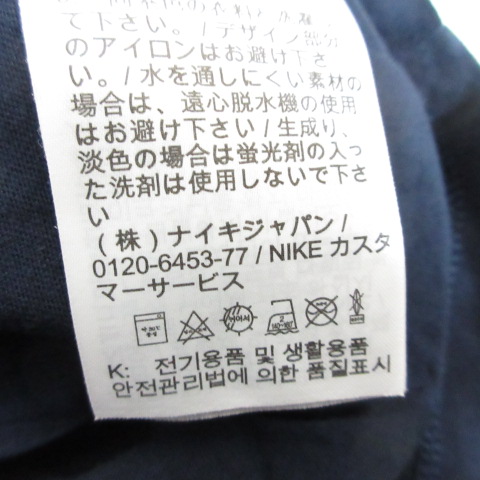 て下さい。/ デザイン部分
のアイロンはお避け下さ
い。/ 水を通しにくい素材の
場合は、遠心脱水機の使用
はお避け下さい / 生成り、
淡色の場合は蛍光剤の入っ
た洗剤は使用しないで下さ
い
(株) ナイキジャパン /
0120-6453-77 / NIKE カスタ
マーサービス
K: 전기용품 및 생활용품
안전관리법에 의한 품질표시